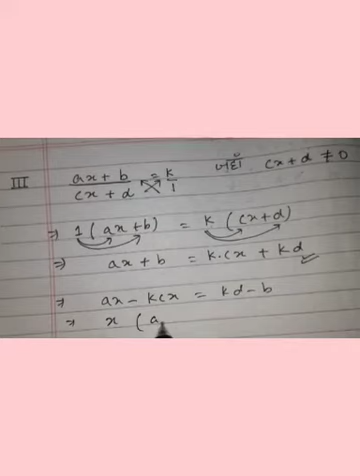 III ax + b / cx + d = k/1 જ્યાં cx + d ≠ 0
⇒ 1 (ax + b) = k (cx + d)
⇒ ax + b = k.cx + kd ✓
⇒ ax - kcx = kd - b
⇒ x (a